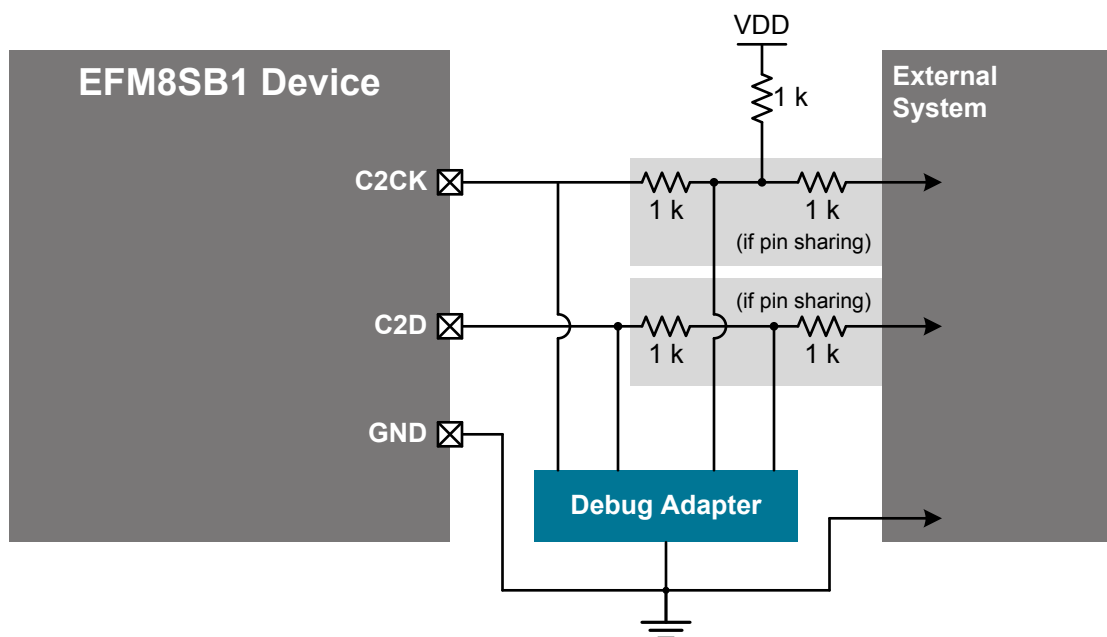 VDD
EFM8SB1 Device
External
System
1 k
C2CK
1 k
1 k
(if pin sharing)
(if pin sharing)
C2D
1 k
1 k
GND
Debug Adapter